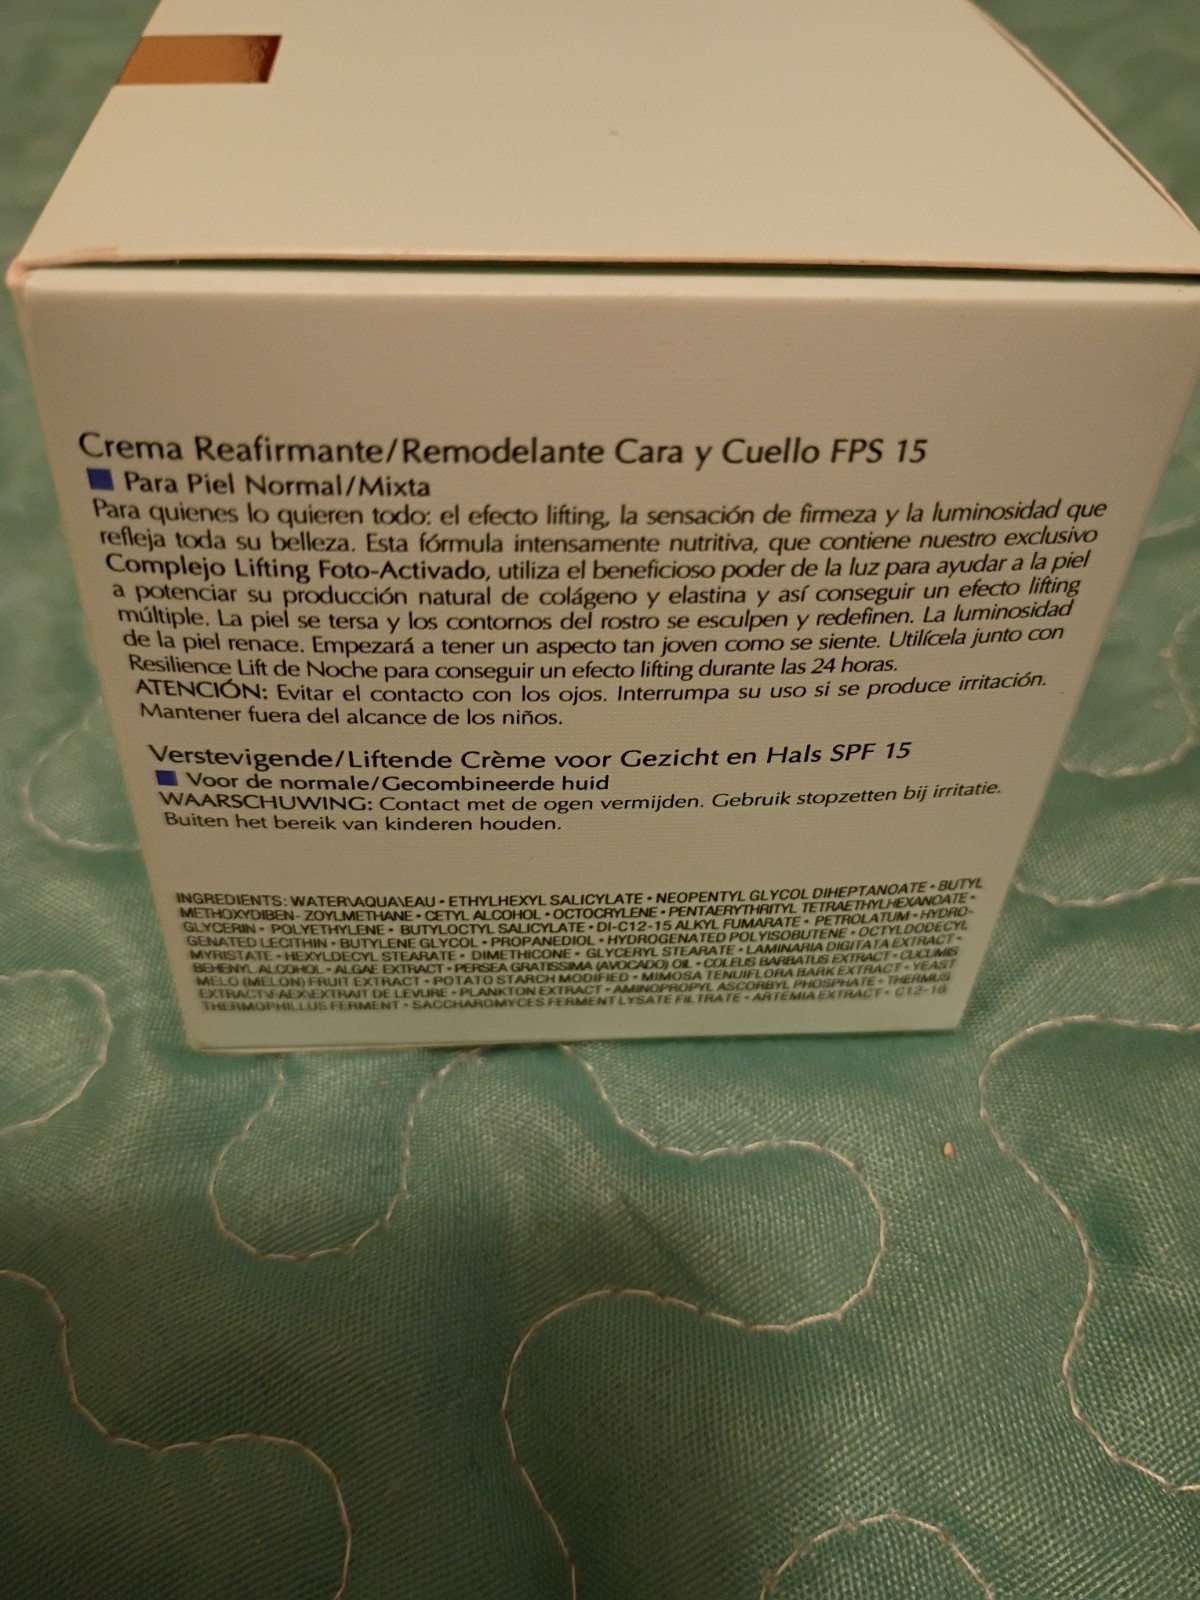 Crema Reafirmante/Remodelante Cara y Cuello FPS 15
Para Piel Normal/Mixta
Para quienes lo quieren todo: el efecto lifting, la sensación de firmeza y la luminosidad que
refleja toda su belleza. Esta fórmula intensamente nutritiva, que contiene nuestro exclusivo
Complejo Lifting Foto-Activado, utiliza el beneficioso poder de la luz para ayudar a la piel
a potenciar su producción natural de colágeno y elastina y así conseguir un efecto lifting
múltiple. La piel se tersa y los contornos del rostro se esculpen y redefinen. La luminosidad
de la piel renace. Empezará a tener un aspecto tan joven como se siente. Utilícela junto con
Resilience Lift de Noche para conseguir un efecto lifting durante las 24 horas.
ATENCIÓN: Evitar el contacto con los ojos. Interrumpa su uso si se produce irritación.
Mantener fuera del alcance de los niños.
Verstevigende/Liftende Crème voor Gezicht en Hals SPF 15
Voor de normale/Gecombineerde huid
WAARSCHUWING: Contact met de ogen vermijden. Gebruik stopzetten bij irritatie.
Buiten het bereik van kinderen houden.
INGREDIENTS: WATER\AQUA\EAU • ETHYLHEXYL SALICYLATE • NEOPENTYL GLYCOL DIHEPTANOATE • BUTYL
METHOXYDIBEN- ZOYLMETHANE • CETYL ALCOHOL • OCTOCRYLENE • PENTAERYTHRITYL TETRAETHYLHEXANOATE •
GLYCERIN • POLYETHYLENE • BUTYLOCTYL SALICYLATE • DI-C12-15 ALKYL FUMARATE • PETROLATUM • HYDRO-
GENATED LECITHIN • BUTYLENE GLYCOL • PROPANEDIOL • HYDROGENATED POLYISOBUTENE • OCTYLDODECYL
MYRISTATE • HEXYLDECYL STEARATE • DIMETHICONE • GLYCERYL STEARATE • LAMINARIA DIGITATA EXTRACT •
BEHENYL ALCOHOL • ALGAE EXTRACT • PERSEA GRATISSIMA (AVOCADO) OIL • COLEUS BARBATUS EXTRACT • CUCUMIS
MELO (MELON) FRUIT EXTRACT • POTATO STARCH MODIFIED • MIMOSA TENUIFLORA BARK EXTRACT • YEAST
EXTRACT\FAEX\EXTRAIT DE LEVURE • PLANKTON EXTRACT • AMINOPROPYL ASCORBYL PHOSPHATE • THERMUS
THERMOPHILLUS FERMENT • SACCHAROMYCES FERMENT LYSATE FILTRATE • ARTEMIA EXTRACT • C12-16